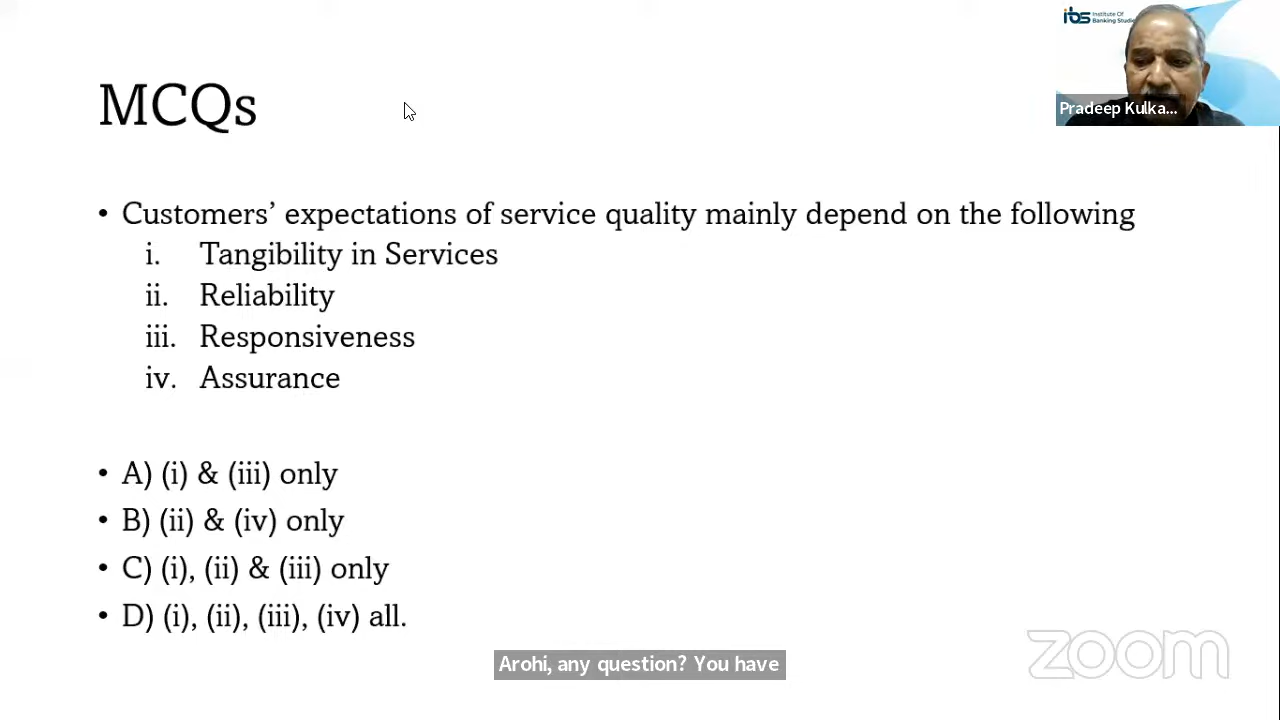 ibs Institute Of
Banking Studies
Pradeep Kulka...
MCQs
• Customers’ expectations of service quality mainly depend on the following
i. Tangibility in Services
ii. Reliability
iii. Responsiveness
iv. Assurance
• A) (i) & (iii) only
• B) (ii) & (iv) only
• C) (i), (ii) & (iii) only
• D) (i), (ii), (iii), (iv) all.
Arohi, any question? You have
zoom